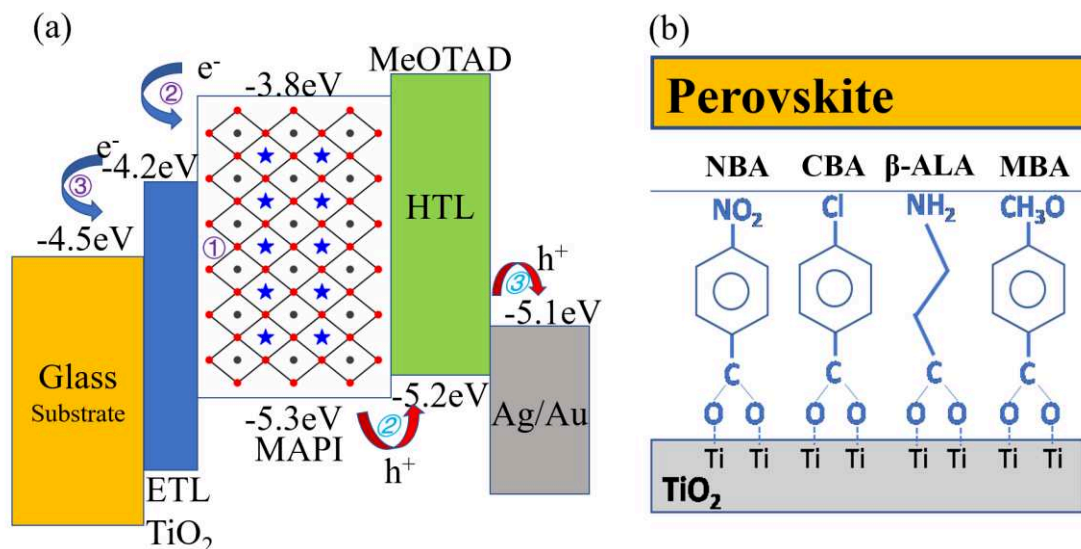 (a)
e⁻
②
-3.8eV
MeOTAD
e⁻
③
-4.2eV
-4.5eV
①
HTL
h⁺
③
-5.1eV
Glass
Substrate
-5.3eV
MAPI
②
h⁺
-5.2eV
Ag/Au
ETL
TiO₂
(b)
Perovskite
NBA CBA β-ALA MBA
NO₂ Cl NH₂ CH₃O
C C C C
O O O O O O O O
Ti Ti Ti Ti Ti Ti Ti Ti
TiO₂